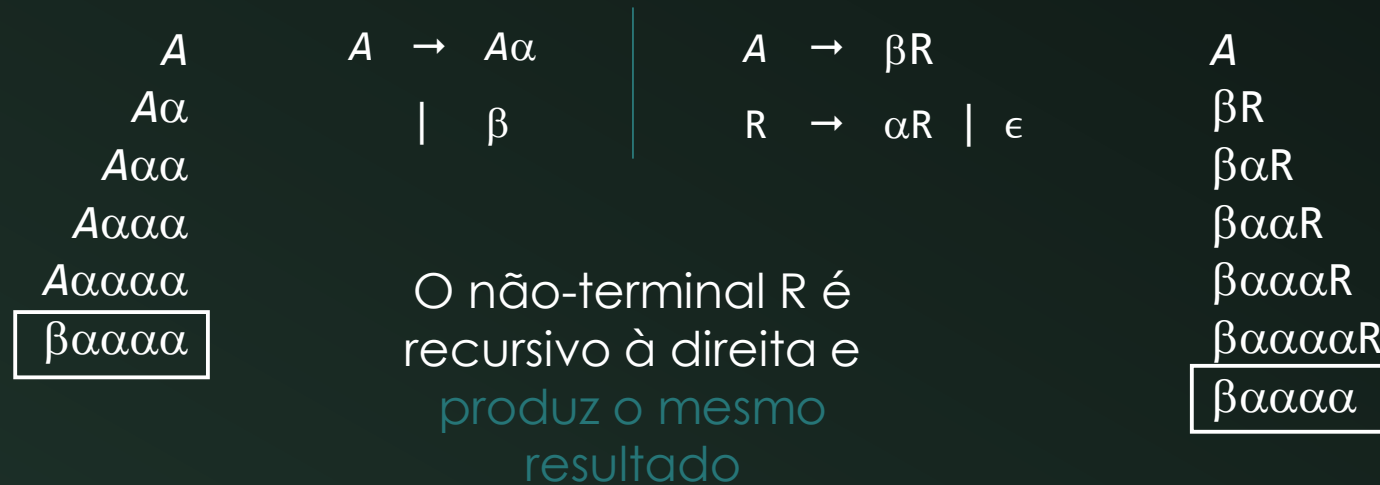 A
Aα
Aαα
Aααα
Aαααα
βαααα
A → Aα
| β
A → βR
R → αR | ϵ
O não-terminal R é
recursivo à direita e
produz o mesmo
resultado
A
βR
βαR
βααR
βαααR
βααααR
βαααα